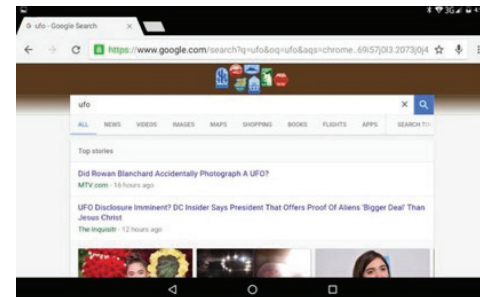 3G
ufo - Google Search
https://www.google.com/search?q=ufo&oq=ufo&aqs=chrome..69i57j0l3.2073j0j4
ufo
ALL NEWS VIDEOS IMAGES MAPS SHOPPING BOOKS FLIGHTS APPS SEARCH
Top stories
Did Rowan Blanchard Accidentally Photograph A UFO?
MTV.com - 16 hours ago
UFO Disclosure Imminent? DC Insider Says President That Offers Proof Of Aliens 'Bigger Deal' Than
Jesus Christ
The Inquisitr - 12 hours ago